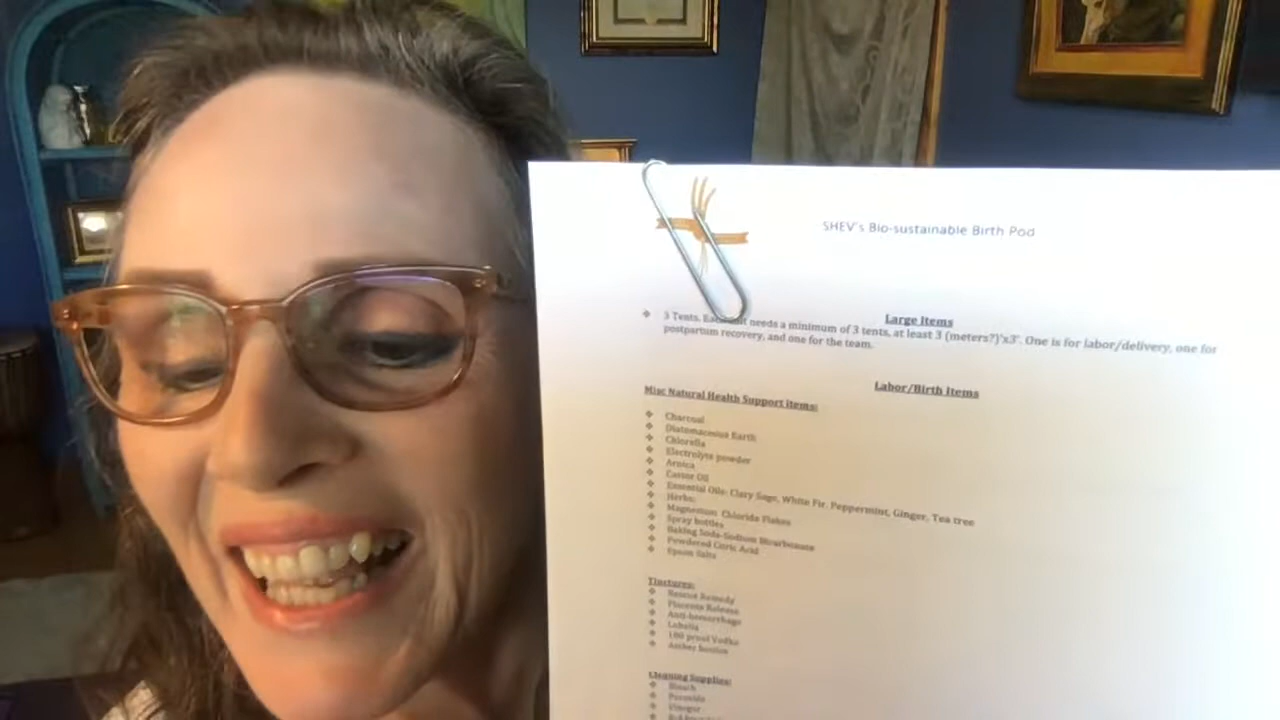 SHEV's Bio-sustainable Birth Pod
Large Items
3 Tents. needs a minimum of 3 tents, at least 3 (meters?)'x3'. One is for labor/delivery, one for
postpartum recovery, and one for the team.
Labor/Birth Items
Misc Natural Health Support items:
Charcoal
Diatomaceous Earth
Chlorella
Electrolyte powder
Arnica
Castor Oil
Essential Oils: Clary Sage, White Fir, Peppermint, Ginger, Tea tree
Herbs:
Magnesium Chloride Flakes
Spray bottles
Baking Soda-Sodium Bicarbonate
Powdered Citric Acid
Epsom Salts
Tinctures:
Rescue Remedy
Placenta Release
Anti-hemorrhage
Lobelia
100 proof Vodka
Amber bottles
Cleaning Supplies:
Bleach
Peroxide
Vinegar